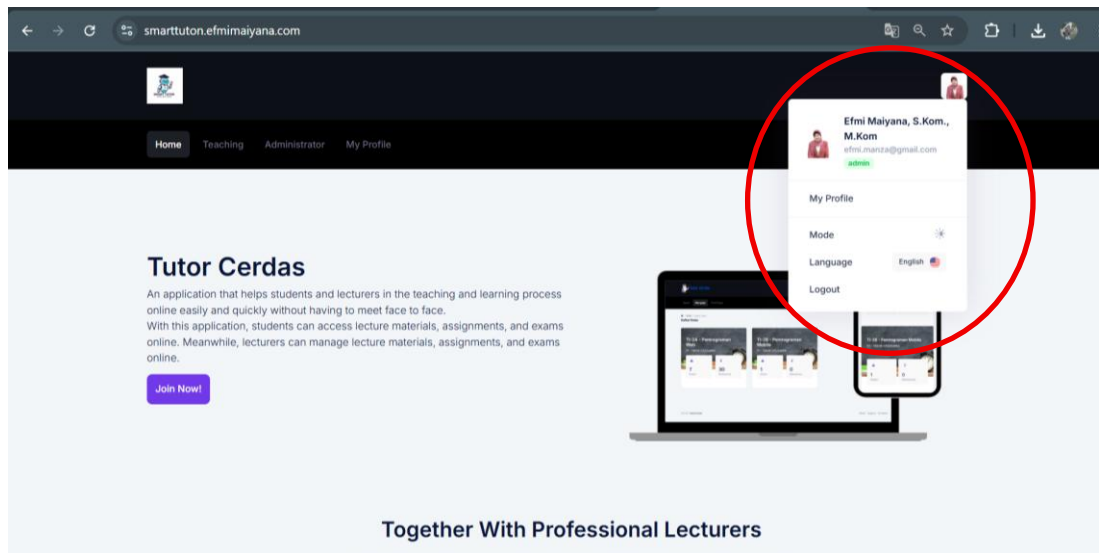 smarttuton.efmimaiyana.com
Home Teaching Administrator My Profile
Efmi Maiyana, S.Kom.,
M.Kom
efmi.manza@gmail.com
admin
My Profile
Mode
Language English
Logout
Tutor Cerdas
An application that helps students and lecturers in the teaching and learning process
online easily and quickly without having to meet face to face.
With this application, students can access lecture materials, assignments, and exams
online. Meanwhile, lecturers can manage lecture materials, assignments, and exams
online.
Join Now!
Together With Professional Lecturers